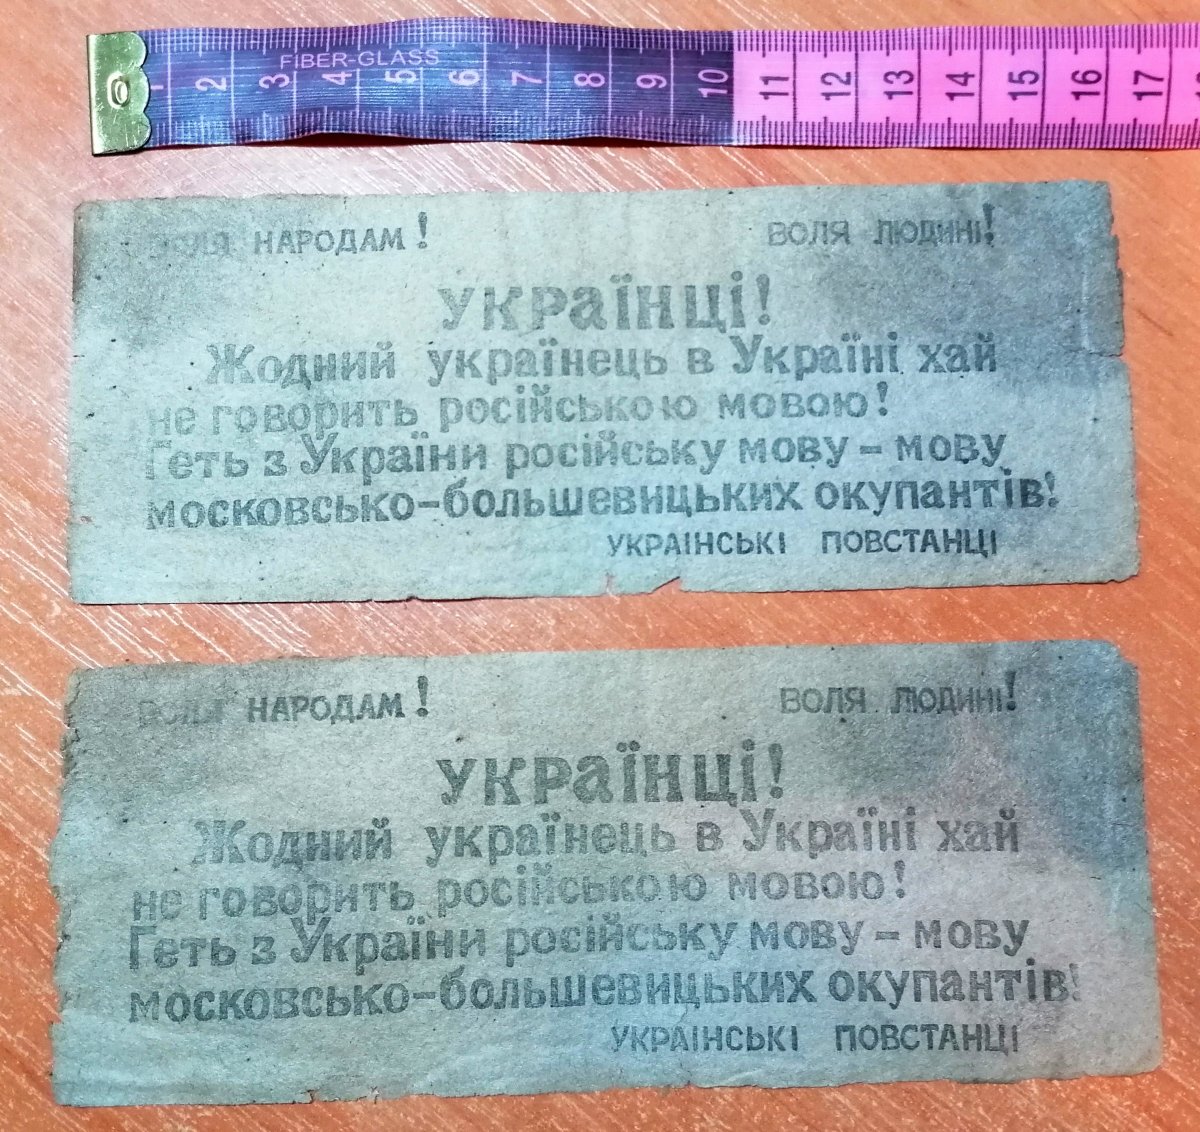 FIBER-GLASS
1 2 3 4 5 6 7 8 9 10 11 12 13 14 15 16 17
ВОЛЯ НАРОДАМ! ВОЛЯ ЛЮДИНІ!
УКРАЇНЦІ!
Жодний українець в Україні хай
не говорить російською мовою!
Геть з України російську мову – мову
московсько-большевицьких окупантів!
УКРАІНСЬКІ ПОВСТАНЦІ
ВОЛЯ НАРОДАМ! ВОЛЯ ЛЮДИНІ!
УКРАЇНЦІ!
Жодний українець в Україні хай
не говорить російською мовою!
Геть з України російську мову – мову
московсько-большевицьких окупантів!
УКРАІНСЬКІ ПОВСТАНЦІ